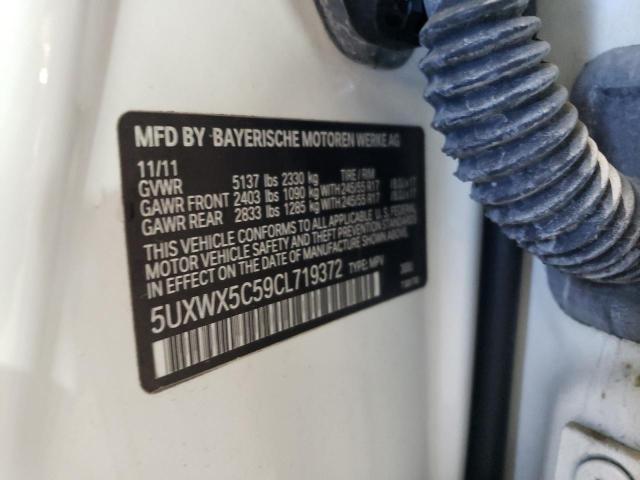 MFD BY BAYERISCHE MOTOREN WERKE AG
11/11 TIRE / RIM
GVWR 5137 lbs 2330 kg
GAWR FRONT 2403 lbs 1090 kg WITH 245/55 R17
GAWR REAR 2833 lbs 1285 kg WITH 245/55 R17
THIS VEHICLE CONFORMS TO ALL APPLICABLE U.S. FEDERAL
MOTOR VEHICLE SAFETY AND THEFT PREVENTION STANDARDS
IN EFFECT ON THE DATE OF MANUFACTURE SHOWN ABOVE.
5UXWX5C59CL719372 TYPE: MPV